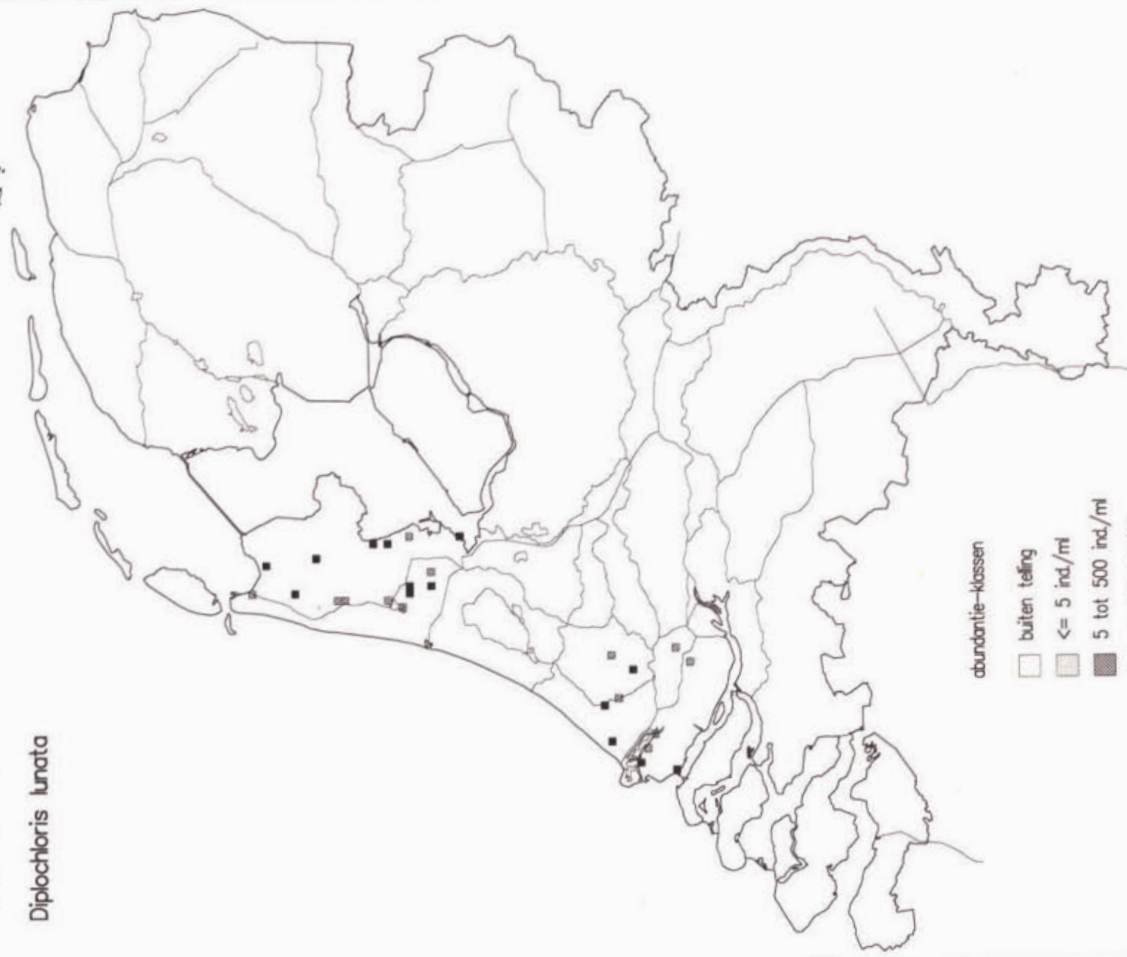 Diplochloris lunata
abundantie-klassen
buiten telling
<= 5 ind./ml
5 tot 500 ind./ml